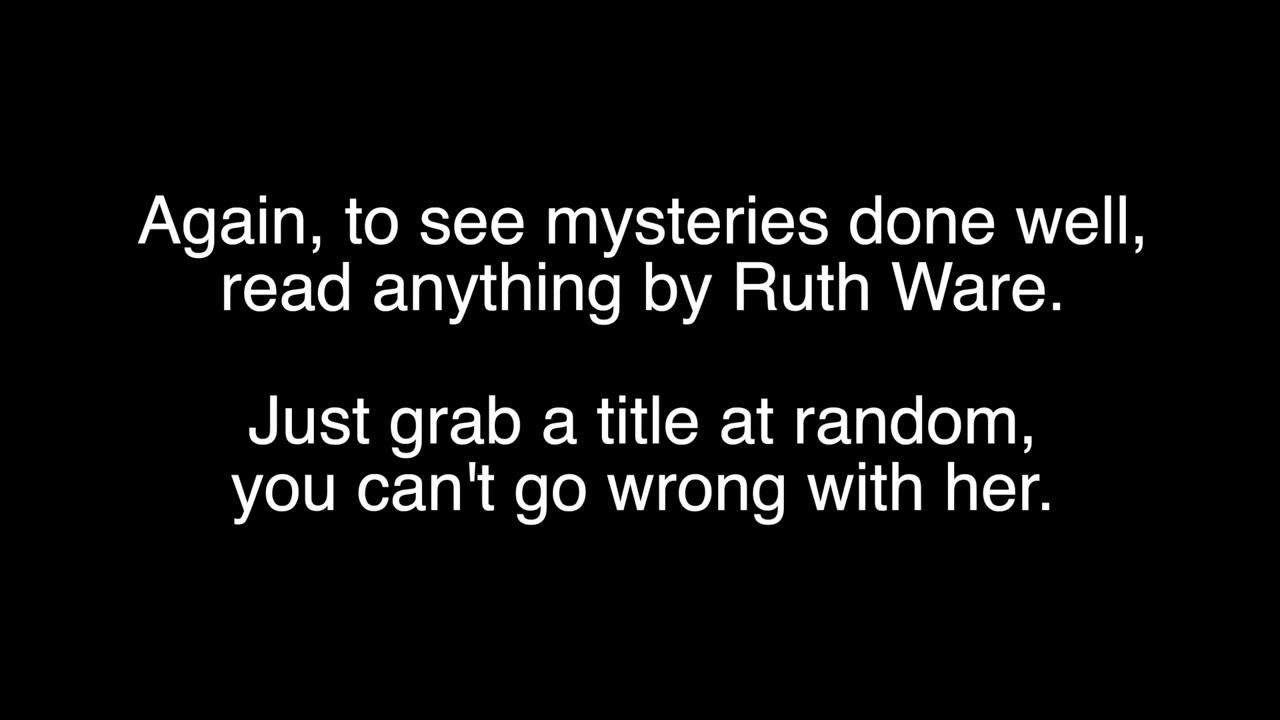 Again, to see mysteries done well,
read anything by Ruth Ware.
Just grab a title at random,
you can't go wrong with her.